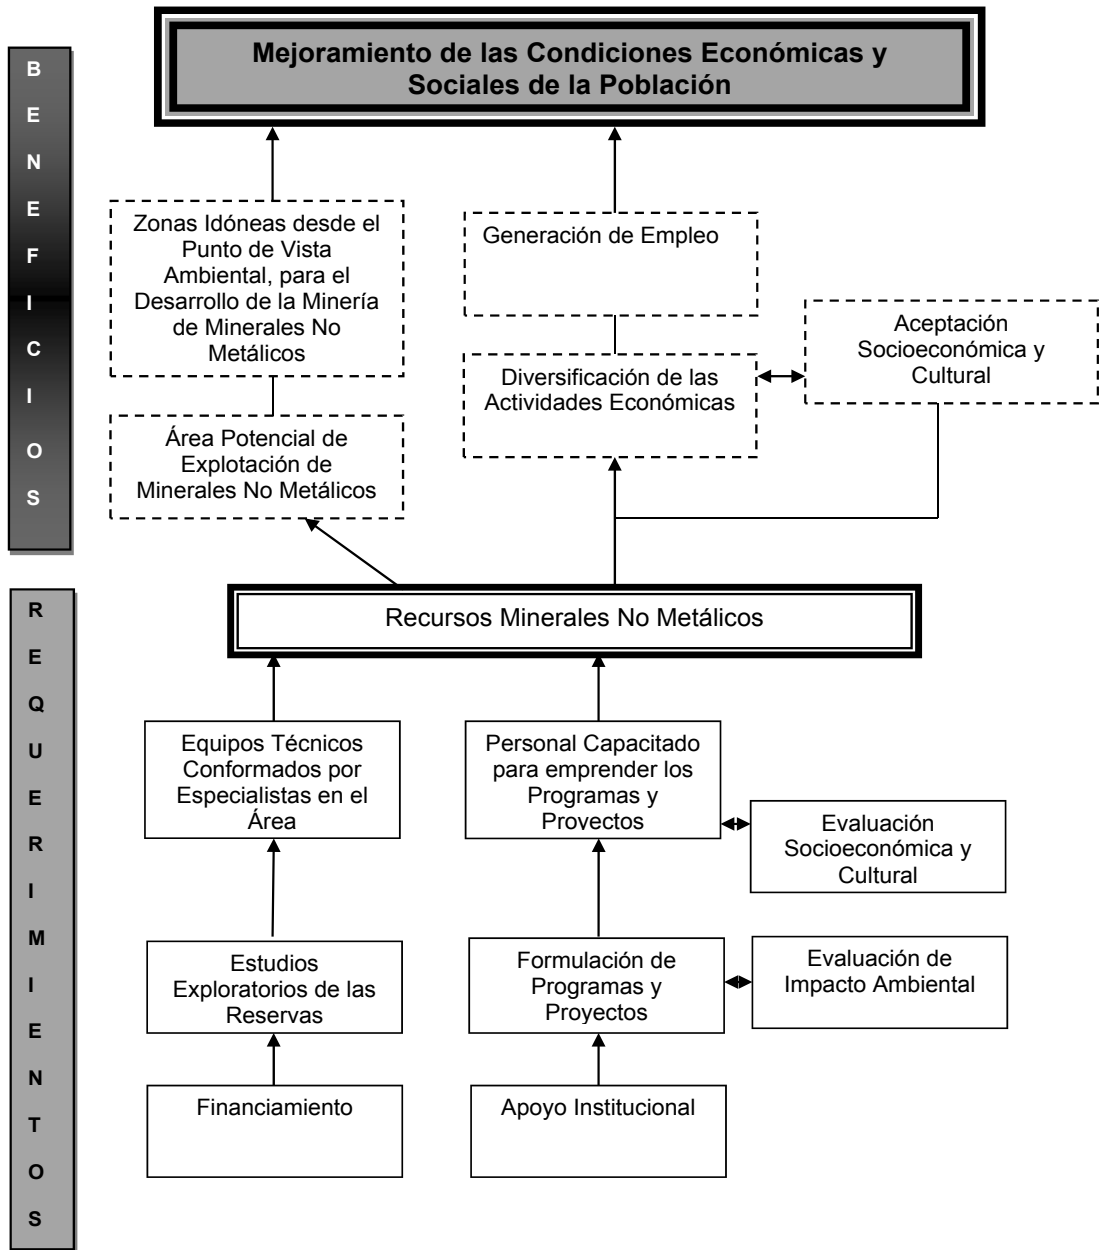 Mejoramiento de las Condiciones Económicas y
Sociales de la Población
B
E
N
E
F
I
C
I
O
S
Zonas Idóneas desde el
Punto de Vista
Ambiental, para el
Desarrollo de la Minería
de Minerales No
Metálicos
Generación de Empleo
Aceptación
Socioeconómica y
Cultural
Diversificación de las
Actividades Económicas
Área Potencial de
Explotación de
Minerales No Metálicos
Recursos Minerales No Metálicos
R
E
Q
U
E
R
I
M
I
E
N
T
O
S
Equipos Técnicos
Conformados por
Especialistas en el
Área
Personal Capacitado
para emprender los
Programas y
Proyectos
Evaluación
Socioeconómica y
Cultural
Estudios
Exploratorios de las
Reservas
Formulación de
Programas y
Proyectos
Evaluación de
Impacto Ambiental
Financiamiento
Apoyo Institucional